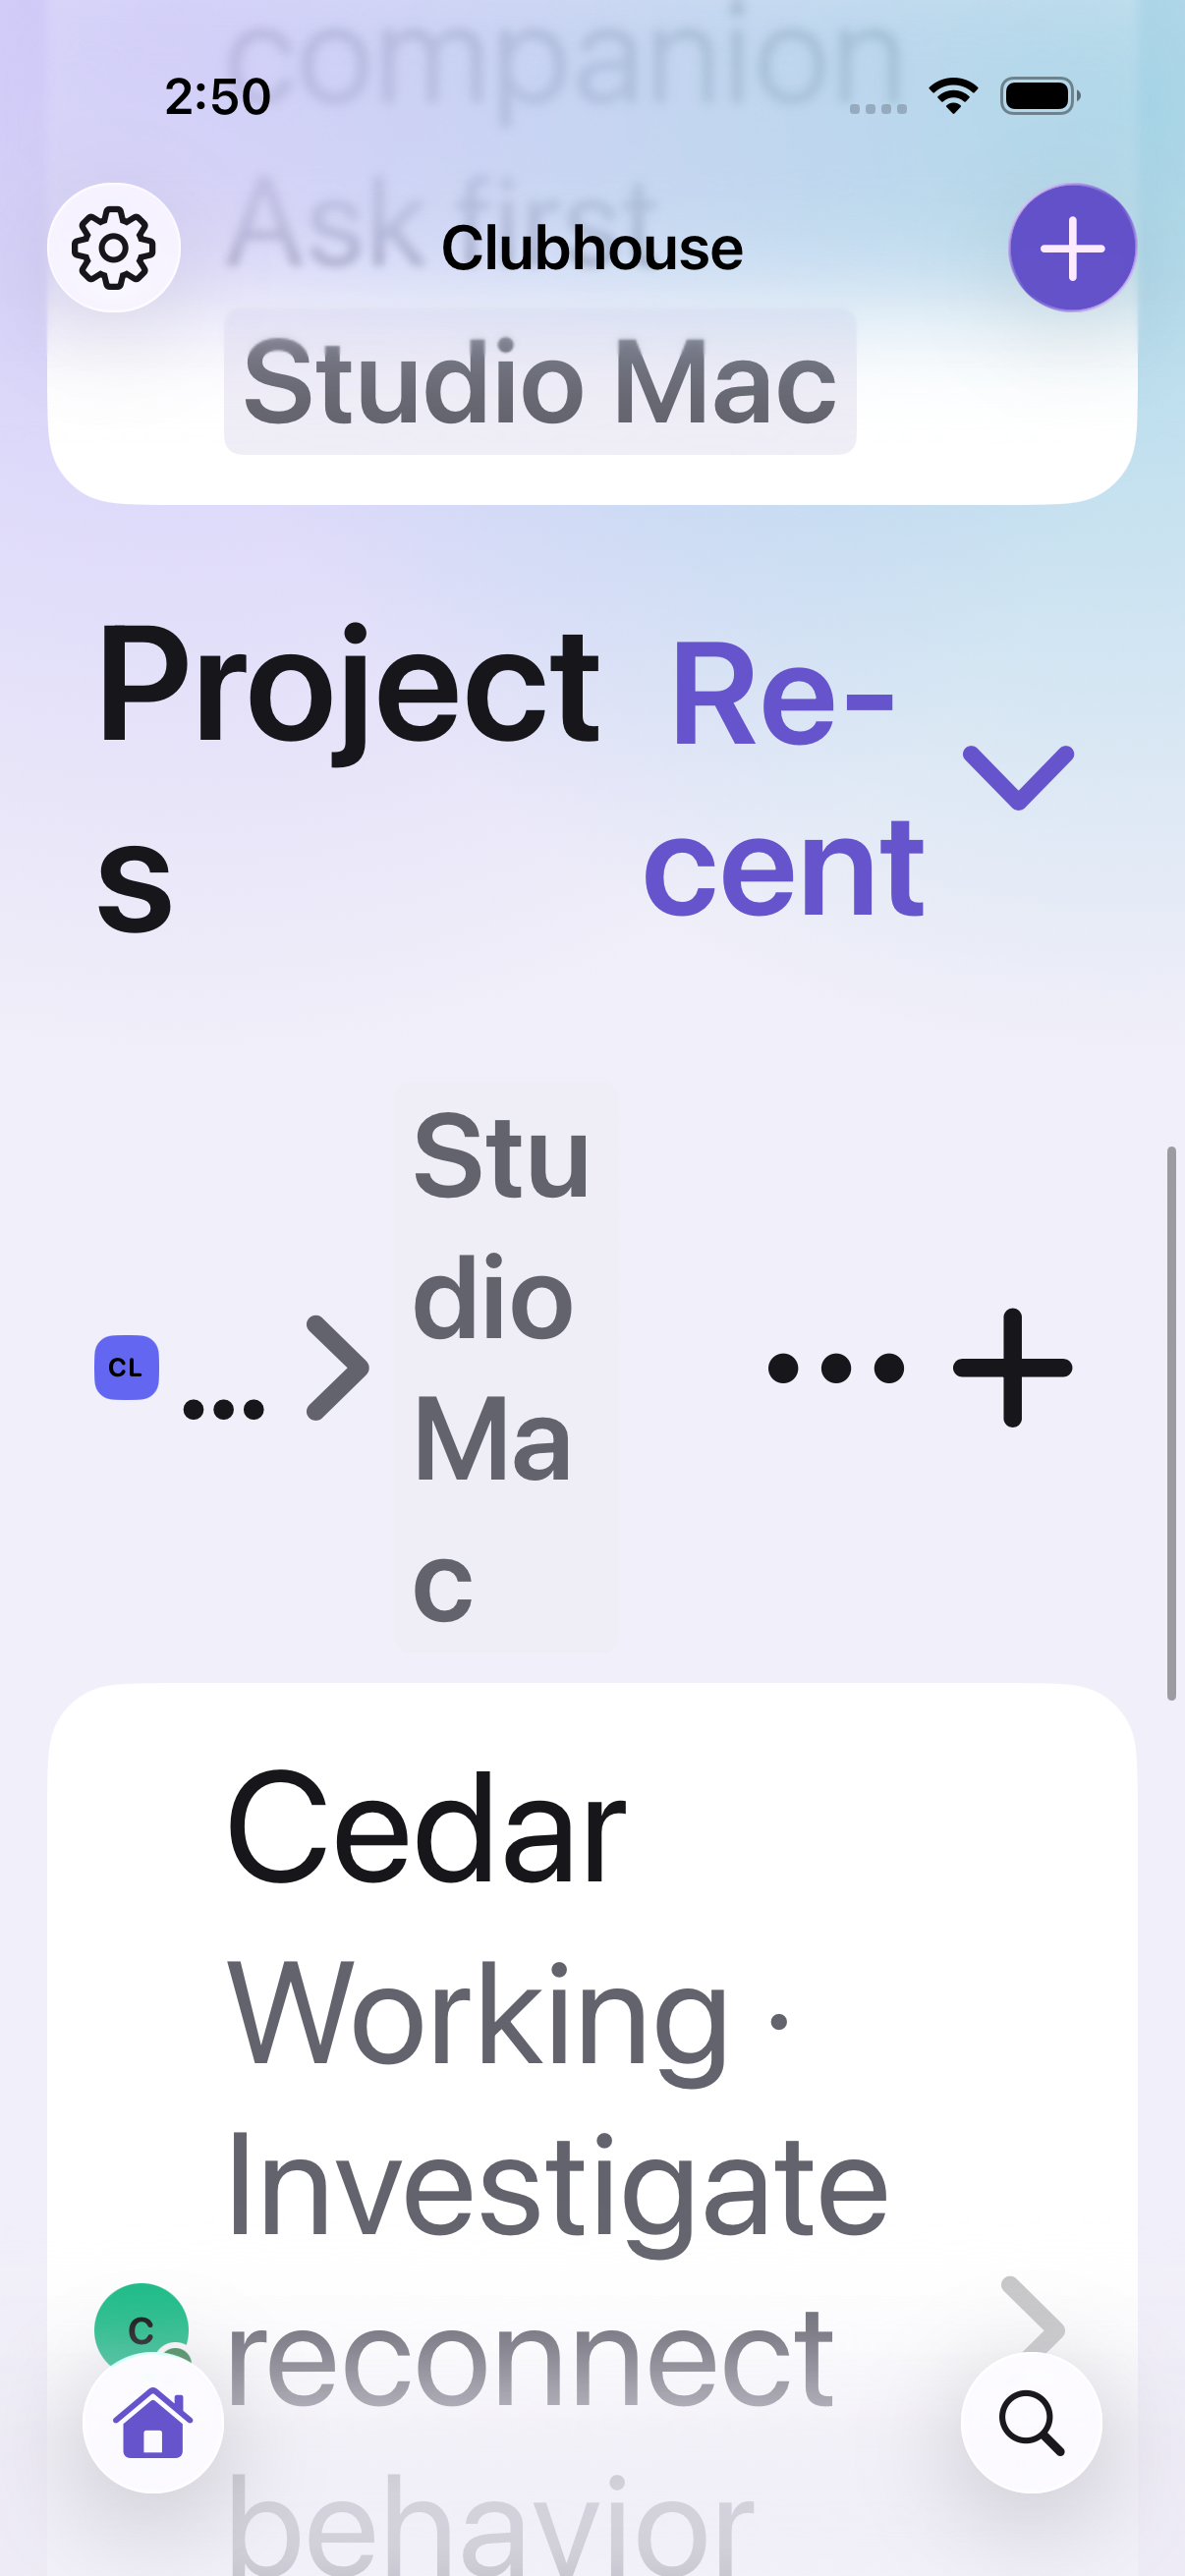 companion
2:50
Ask first
Clubhouse
Studio Mac
Project
s
Re-
cent
Stu
dio
Ma
c
CL
...
Cedar
Working ·
Investigate
C
reconnect
behavior